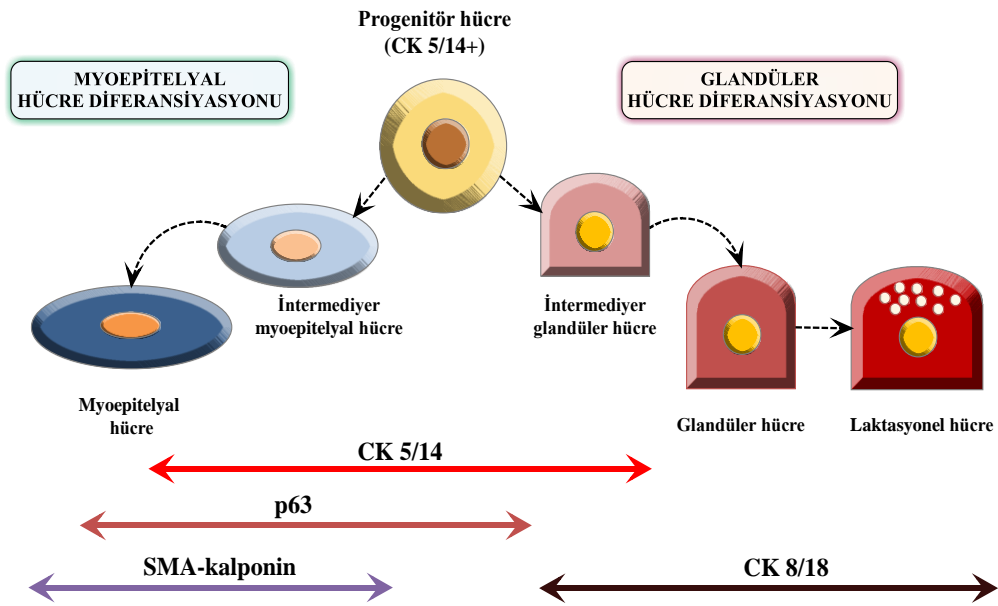 Progenitör hücre
(CK 5/14+)
MYOEPİTELYAL
HÜCRE DİFERANSİYASYONU
GLANDÜLER
HÜCRE DİFERANSİYASYONU
İntermediyer
myoepitelyal hücre
İntermediyer
glandüler hücre
Myoepitelyal
hücre
Glandüler hücre
Laktasyonel hücre
CK 5/14
p63
SMA-kalponin
CK 8/18